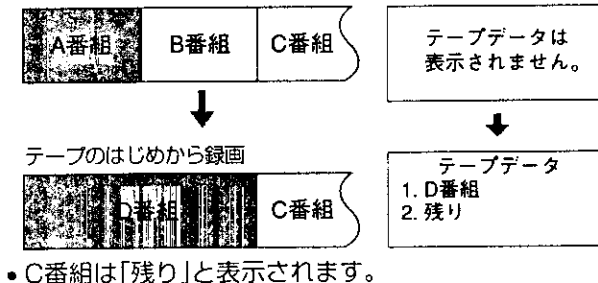 A番組 B番組 C番組
テープデータは
表示されません。
テープのはじめから録画
D番組 C番組
テープデータ
1. D番組
2. 残り
• C番組は「残り」と表示されます。